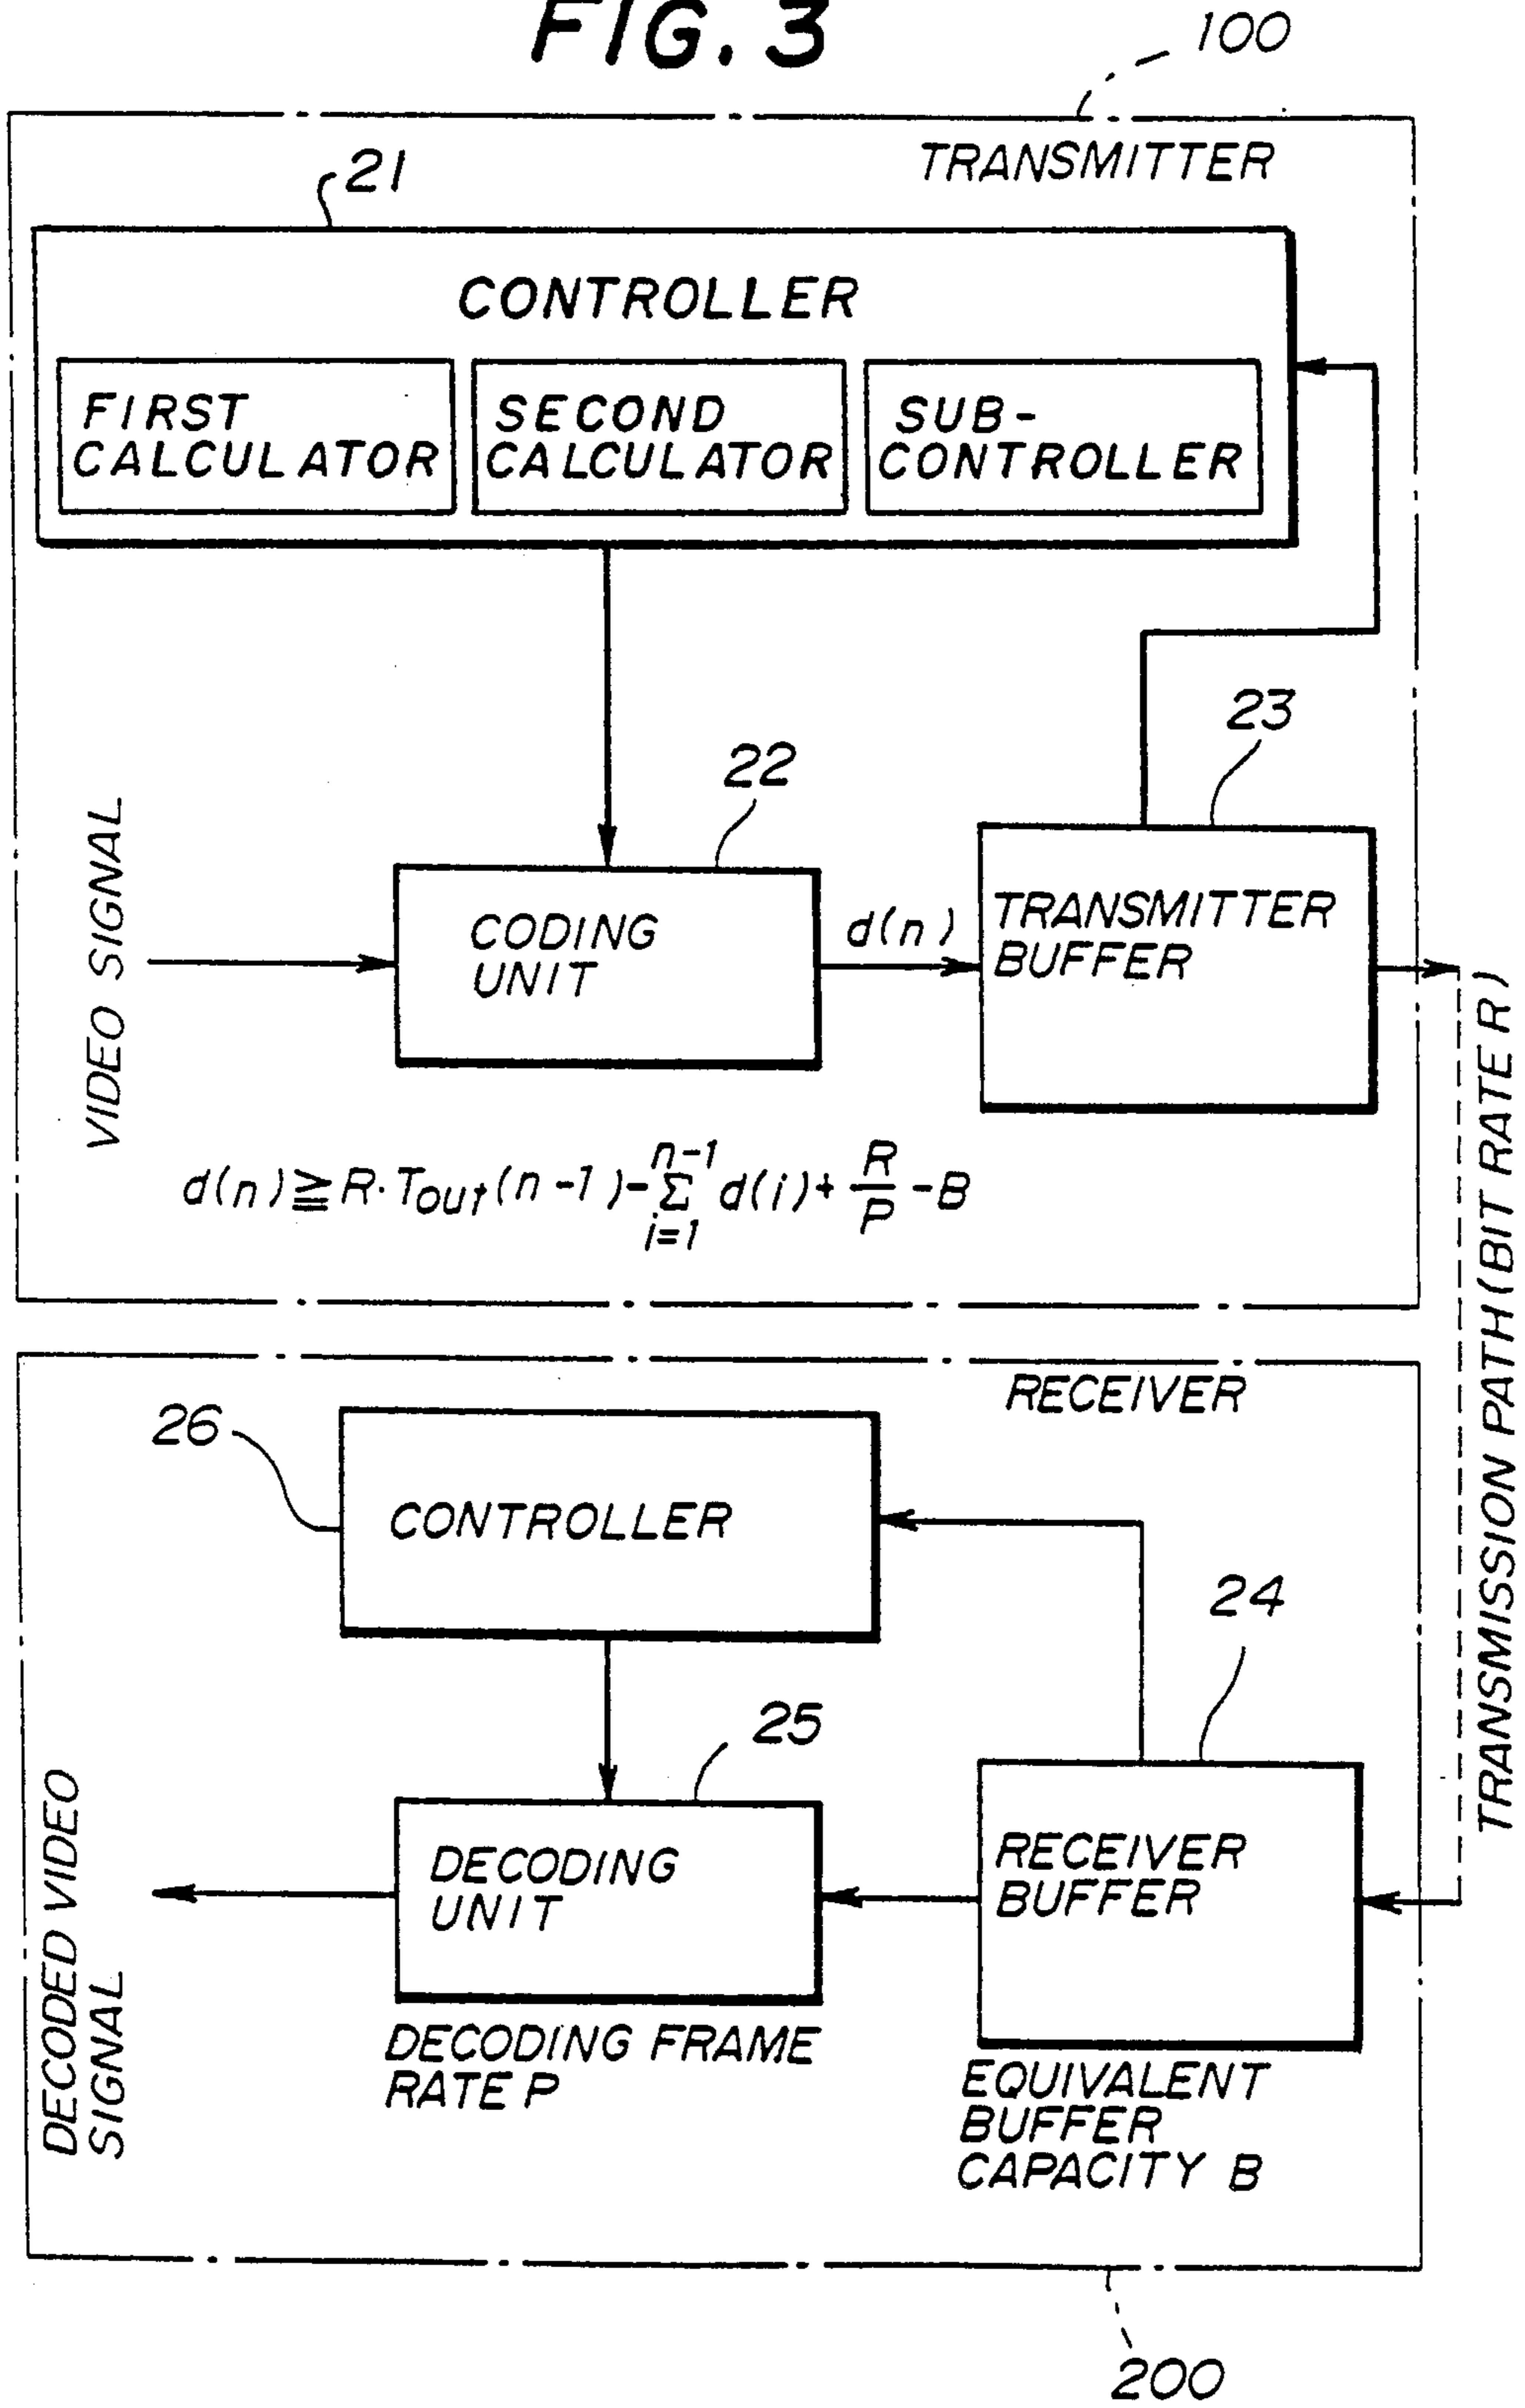 FIG. 3
100
TRANSMITTER
21
CONTROLLER
FIRST
CALCULATOR
SECOND
CALCULATOR
SUB-
CONTROLLER
23
22
VIDEO SIGNAL
CODING
UNIT
d(n)
TRANSMITTER
BUFFER
d(n) ≧ R·Tout(n-1)-Σ_{i=1}^{n-1} d(i)+ R/P -B
TRANSMISSION PATH (BIT RATE R)
RECEIVER
26
CONTROLLER
24
25
DECODING
UNIT
RECEIVER
BUFFER
DECODED VIDEO
SIGNAL
DECODING FRAME
RATE P
EQUIVALENT
BUFFER
CAPACITY B
200